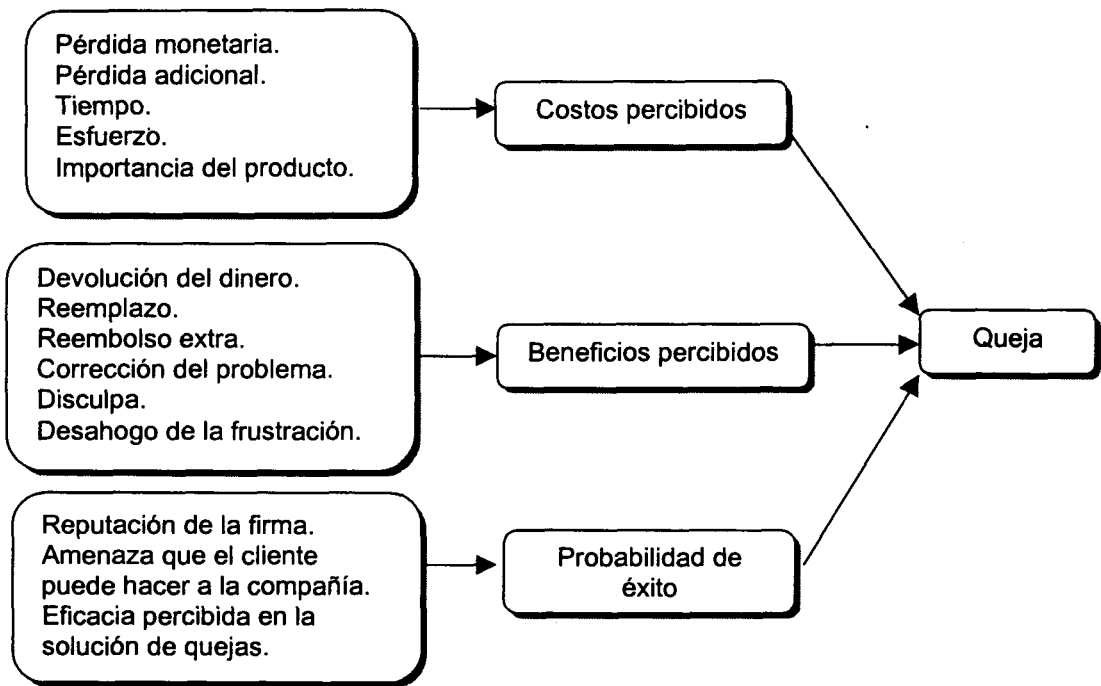 Pérdida monetaria.
Pérdida adicional.
Tiempo.
Esfuerzo.
Importancia del producto.
Costos percibidos
Devolución del dinero.
Reemplazo.
Reembolso extra.
Corrección del problema.
Disculpa.
Desahogo de la frustración.
Beneficios percibidos
Queja
Reputación de la firma.
Amenaza que el cliente
puede hacer a la compañía.
Eficacia percibida en la
solución de quejas.
Probabilidad de
éxito